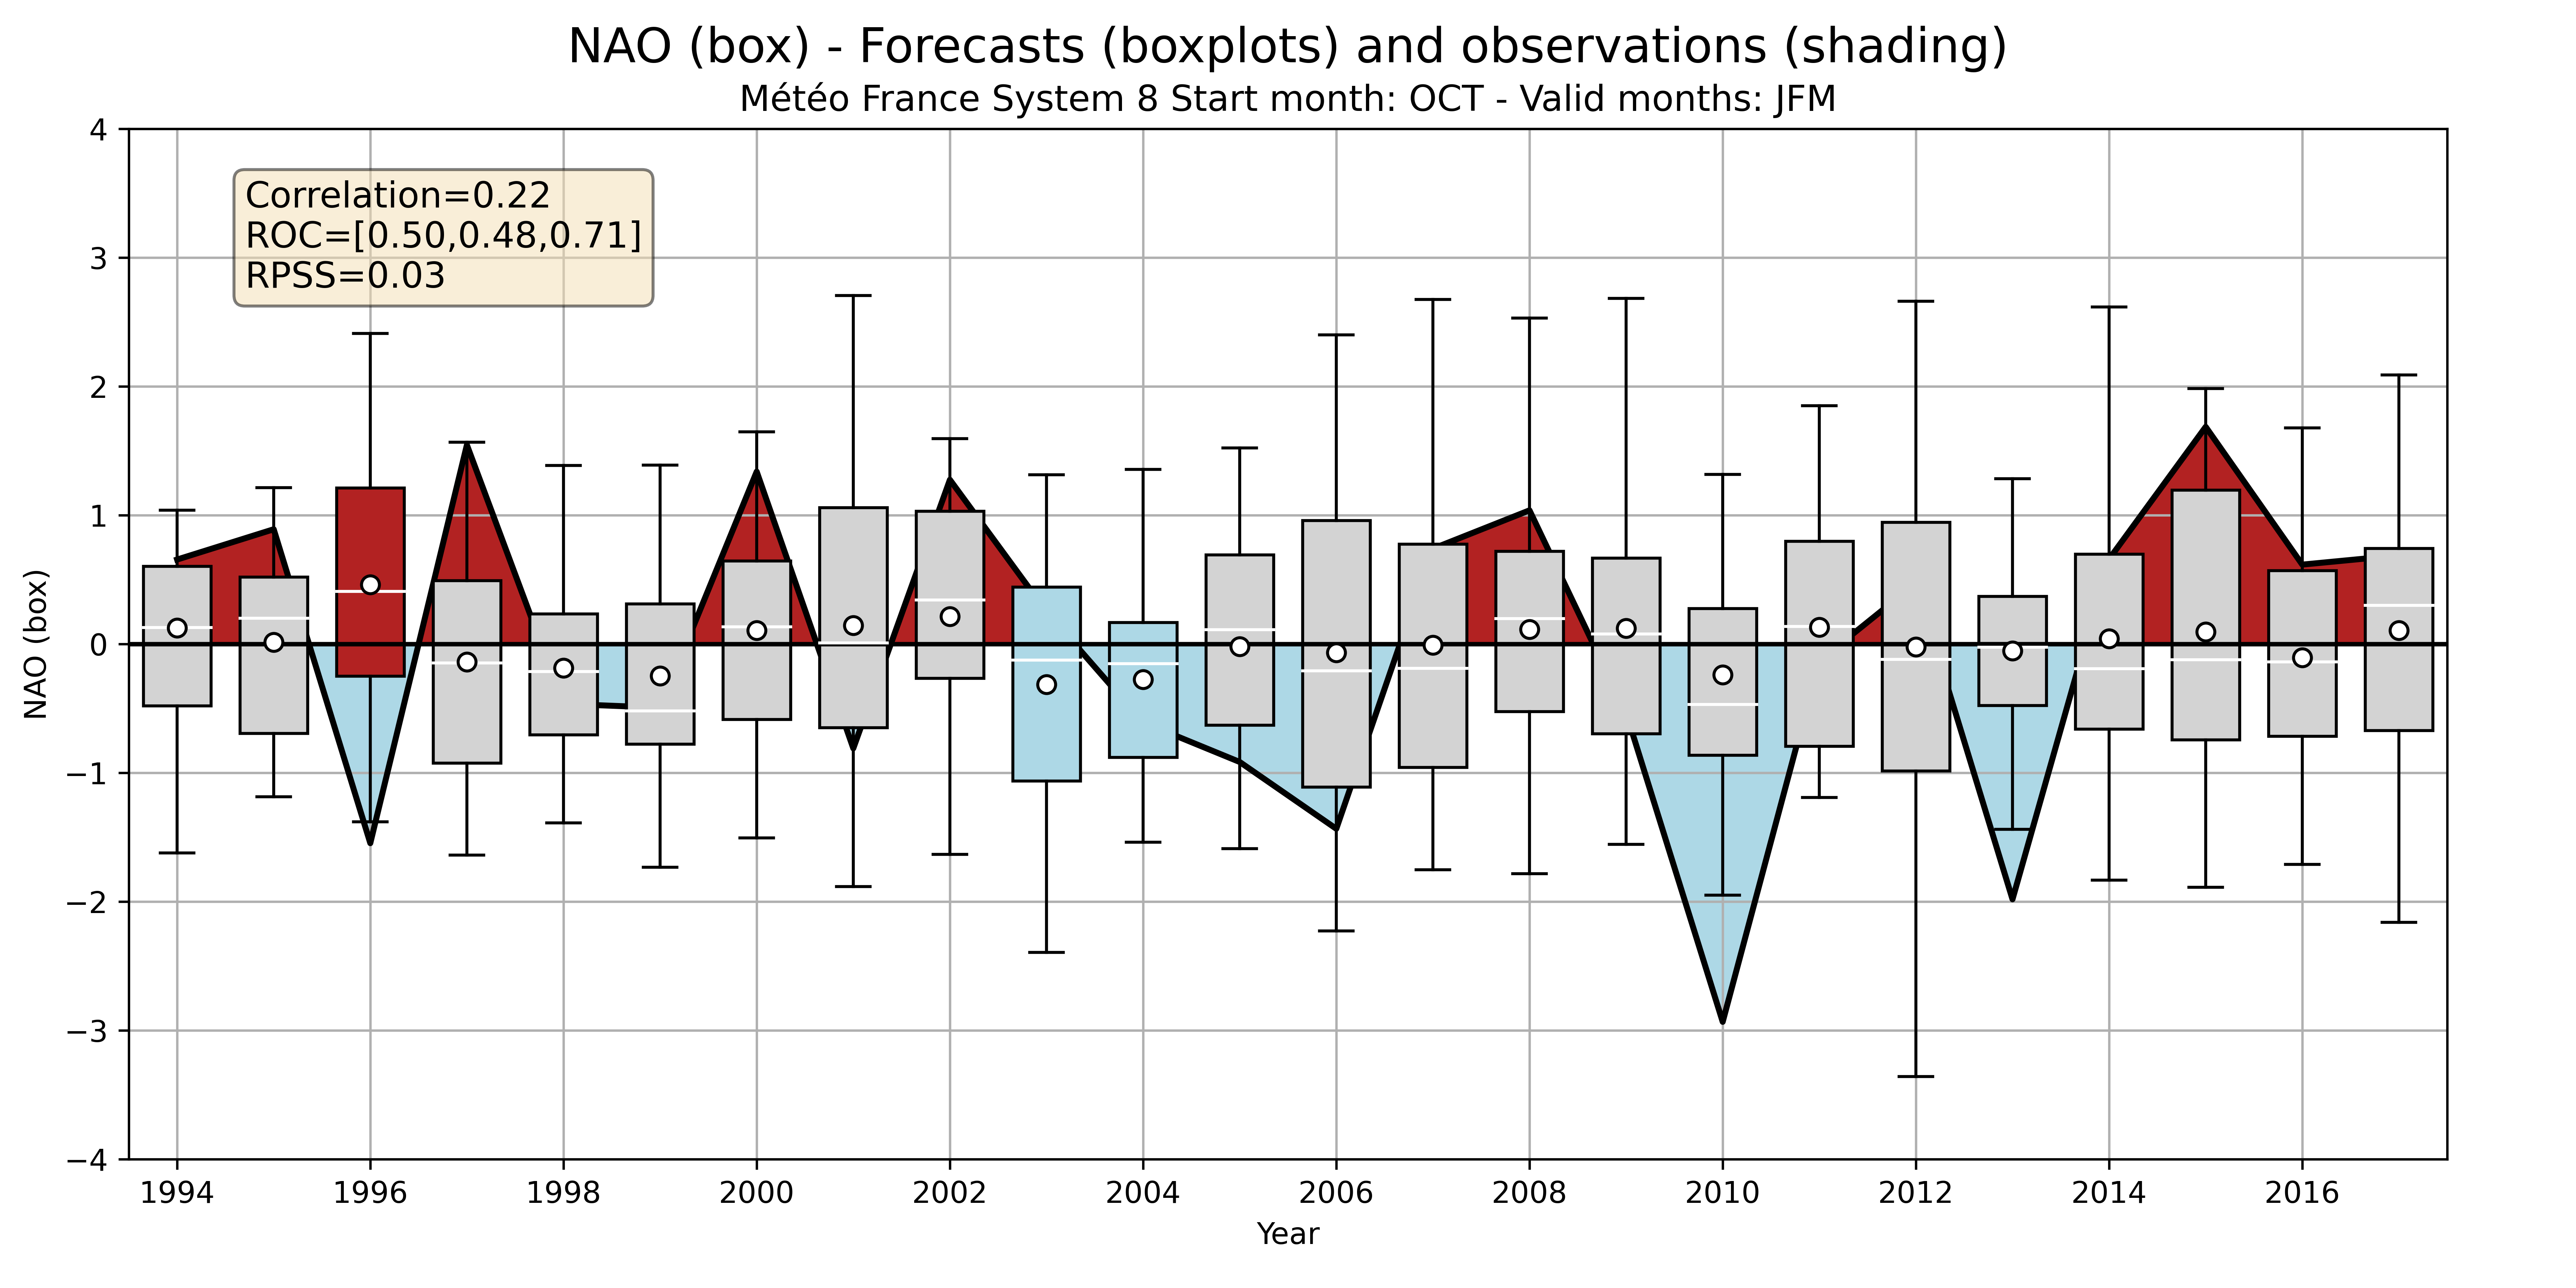 NAO (box) - Forecasts (boxplots) and observations (shading)
Météo France System 8 Start month: OCT - Valid months: JFM
Correlation=0.22
ROC=[0.50,0.48,0.71]
RPSS=0.03
NAO (box)
4
3
2
1
0
−1
−2
−3
−4
1994 1996 1998 2000 2002 2004 2006 2008 2010 2012 2014 2016
Year